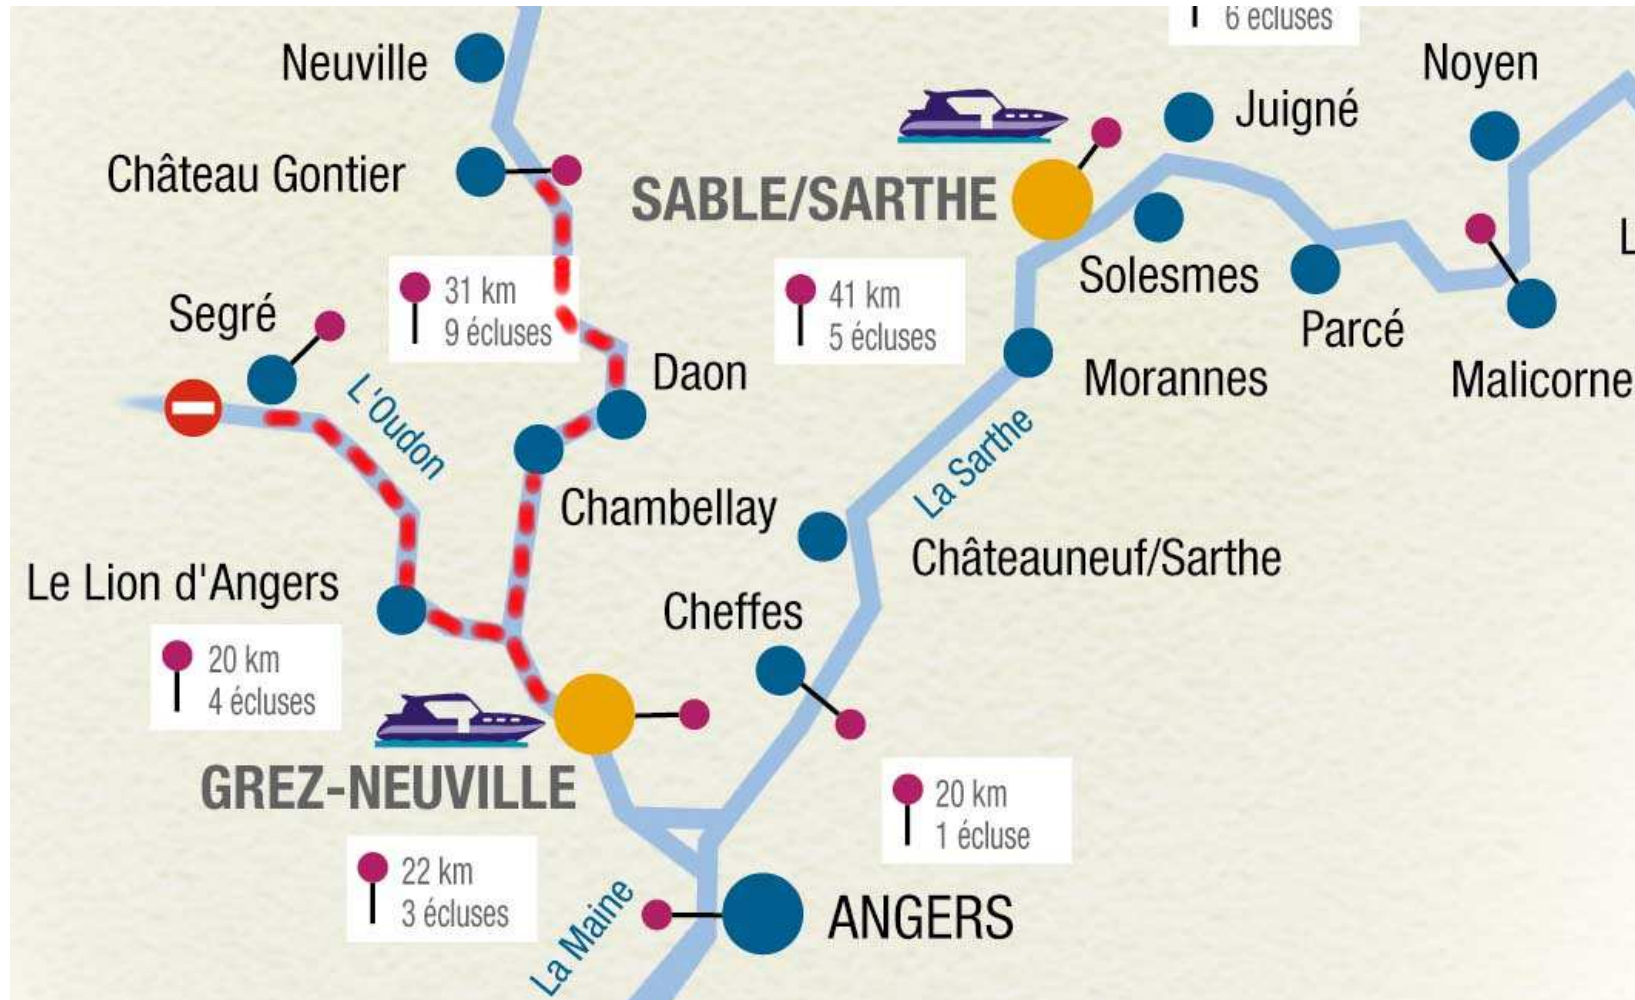 6 écluses
Neuville
Noyen
Juigné
Château Gontier
SABLE/SARTHE
31 km
9 écluses
41 km
5 écluses
Solesmes
Segré
Parcé
Daon
Morannes
Malicorne
L'Oudon
La Sarthe
Chambellay
Châteauneuf/Sarthe
Le Lion d'Angers
Cheffes
20 km
4 écluses
GREZ-NEUVILLE
20 km
1 écluse
22 km
3 écluses
La Maine
ANGERS